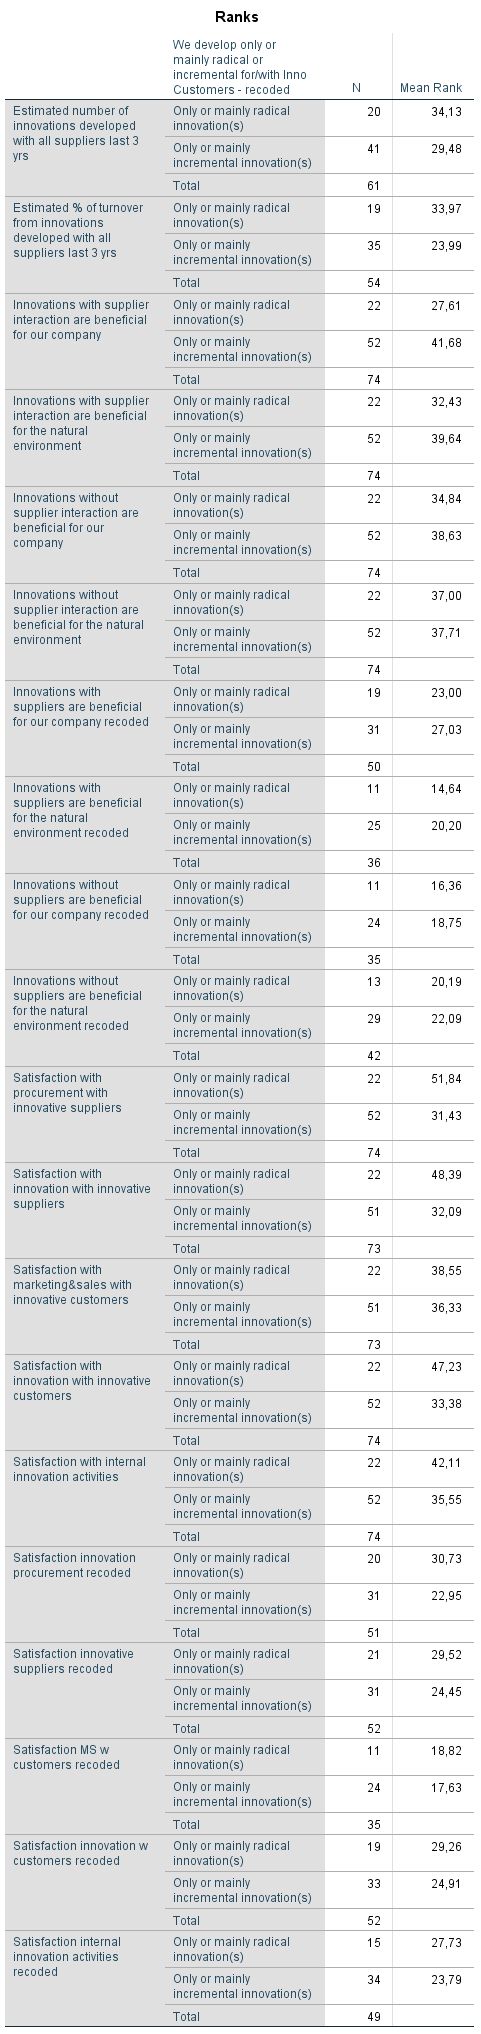 Ranks
We develop only or
mainly radical or
incremental for/with Inno
Customers - recoded
N
Mean Rank
Estimated number of
innovations developed
with all suppliers last 3
yrs
Only or mainly radical
innovation(s)
20
34,13
Only or mainly
incremental innovation(s)
41
29,48
Total
61
Estimated % of turnover
from innovations
developed with all
suppliers last 3 yrs
Only or mainly radical
innovation(s)
19
33,97
Only or mainly
incremental innovation(s)
35
23,99
Total
54
Innovations with supplier
interaction are beneficial
for our company
Only or mainly radical
innovation(s)
22
27,61
Only or mainly
incremental innovation(s)
52
41,68
Total
74
Innovations with supplier
interaction are beneficial
for the natural
environment
Only or mainly radical
innovation(s)
22
32,43
Only or mainly
incremental innovation(s)
52
39,64
Total
74
Innovations without
supplier interaction are
beneficial for our
company
Only or mainly radical
innovation(s)
22
34,84
Only or mainly
incremental innovation(s)
52
38,63
Total
74
Innovations without
supplier interaction are
beneficial for the natural
environment
Only or mainly radical
innovation(s)
22
37,00
Only or mainly
incremental innovation(s)
52
37,71
Total
74
Innovations with
suppliers are beneficial
for our company recoded
Only or mainly radical
innovation(s)
19
23,00
Only or mainly
incremental innovation(s)
31
27,03
Total
50
Innovations with
suppliers are beneficial
for the natural
environment recoded
Only or mainly radical
innovation(s)
11
14,64
Only or mainly
incremental innovation(s)
25
20,20
Total
36
Innovations without
suppliers are beneficial
for our company recoded
Only or mainly radical
innovation(s)
11
16,36
Only or mainly
incremental innovation(s)
24
18,75
Total
35
Innovations without
suppliers are beneficial
for the natural
environment recoded
Only or mainly radical
innovation(s)
13
20,19
Only or mainly
incremental innovation(s)
29
22,09
Total
42
Satisfaction with
procurement with
innovative suppliers
Only or mainly radical
innovation(s)
22
51,84
Only or mainly
incremental innovation(s)
52
31,43
Total
74
Satisfaction with
innovation with innovative
suppliers
Only or mainly radical
innovation(s)
22
48,39
Only or mainly
incremental innovation(s)
51
32,09
Total
73
Satisfaction with
marketing&sales with
innovative customers
Only or mainly radical
innovation(s)
22
38,55
Only or mainly
incremental innovation(s)
51
36,33
Total
73
Satisfaction with
innovation with innovative
customers
Only or mainly radical
innovation(s)
22
47,23
Only or mainly
incremental innovation(s)
52
33,38
Total
74
Satisfaction with internal
innovation activities
Only or mainly radical
innovation(s)
22
42,11
Only or mainly
incremental innovation(s)
52
35,55
Total
74
Satisfaction innovation
procurement recoded
Only or mainly radical
innovation(s)
20
30,73
Only or mainly
incremental innovation(s)
31
22,95
Total
51
Satisfaction innovative
suppliers recoded
Only or mainly radical
innovation(s)
21
29,52
Only or mainly
incremental innovation(s)
31
24,45
Total
52
Satisfaction MS w
customers recoded
Only or mainly radical
innovation(s)
11
18,82
Only or mainly
incremental innovation(s)
24
17,63
Total
35
Satisfaction innovation w
customers recoded
Only or mainly radical
innovation(s)
19
29,26
Only or mainly
incremental innovation(s)
33
24,91
Total
52
Satisfaction internal
innovation activities
recoded
Only or mainly radical
innovation(s)
15
27,73
Only or mainly
incremental innovation(s)
34
23,79
Total
49